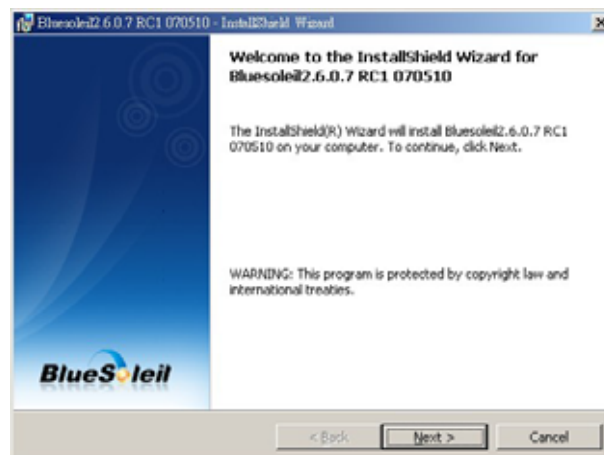 Bluesoleil2.6.0.7 RC1 070510 - InstallShield Wizard
Welcome to the InstallShield Wizard for
Bluesoleil2.6.0.7 RC1 070510
The InstallShield(R) Wizard will install Bluesoleil2.6.0.7 RC1
070510 on your computer. To continue, click Next.
WARNING: This program is protected by copyright law and
international treaties.
BlueSoleil
< Back
Next >
Cancel